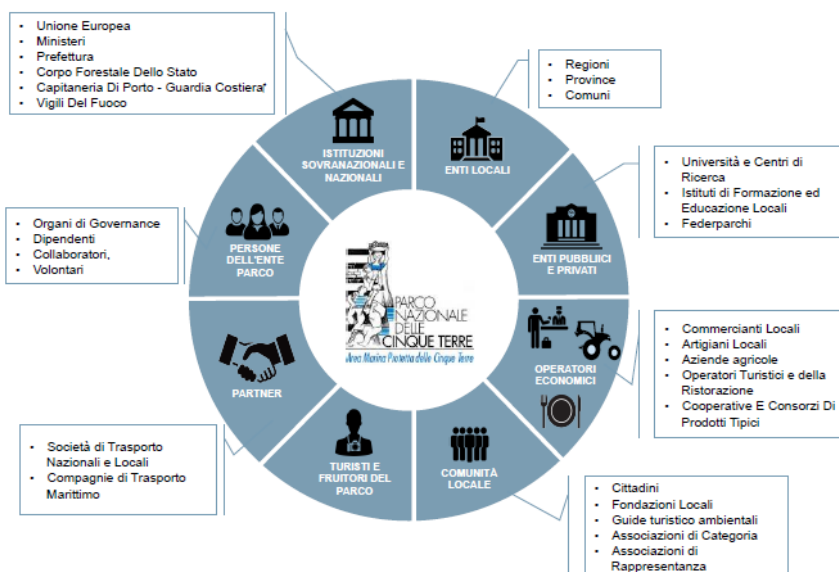 Unione Europea
Ministeri
Prefettura
Corpo Forestale Dello Stato
Capitaneria Di Porto - Guardia Costiera*
Vigili Del Fuoco
Regioni
Province
Comuni
ISTITUZIONI
SOVRANAZIONALI E
NAZIONALI
ENTI LOCALI
Università e Centri di
Ricerca
Istituti di Formazione ed
Educazione Locali
Federparchi
Organi di Governance
Dipendenti
Collaboratori,
Volontari
PERSONE
DELL'ENTE
PARCO
ENTI PUBBLIICI
E PRIVATI
PARCO
NAZIONALE
DELLE
CINQUE TERRE
Area Marina Protetta delle Cinque Terre
Commercianti Locali
Artigiani Locali
Aziende agricole
Operatori Turistici e della
Ristorazione
Cooperative E Consorzi Di
Prodotti Tipici
OPERATORI
ECONOMICI
PARTNER
Società di Trasporto
Nazionali e Locali
Compagnie di Trasporto
Marittimo
TURISTI E
FRUITORI DEL
PARCO
COMUNITÀ
LOCALE
Cittadini
Fondazioni Locali
Guide turistico ambientali
Associazioni di Categoria
Associazioni di
Rappresentanza